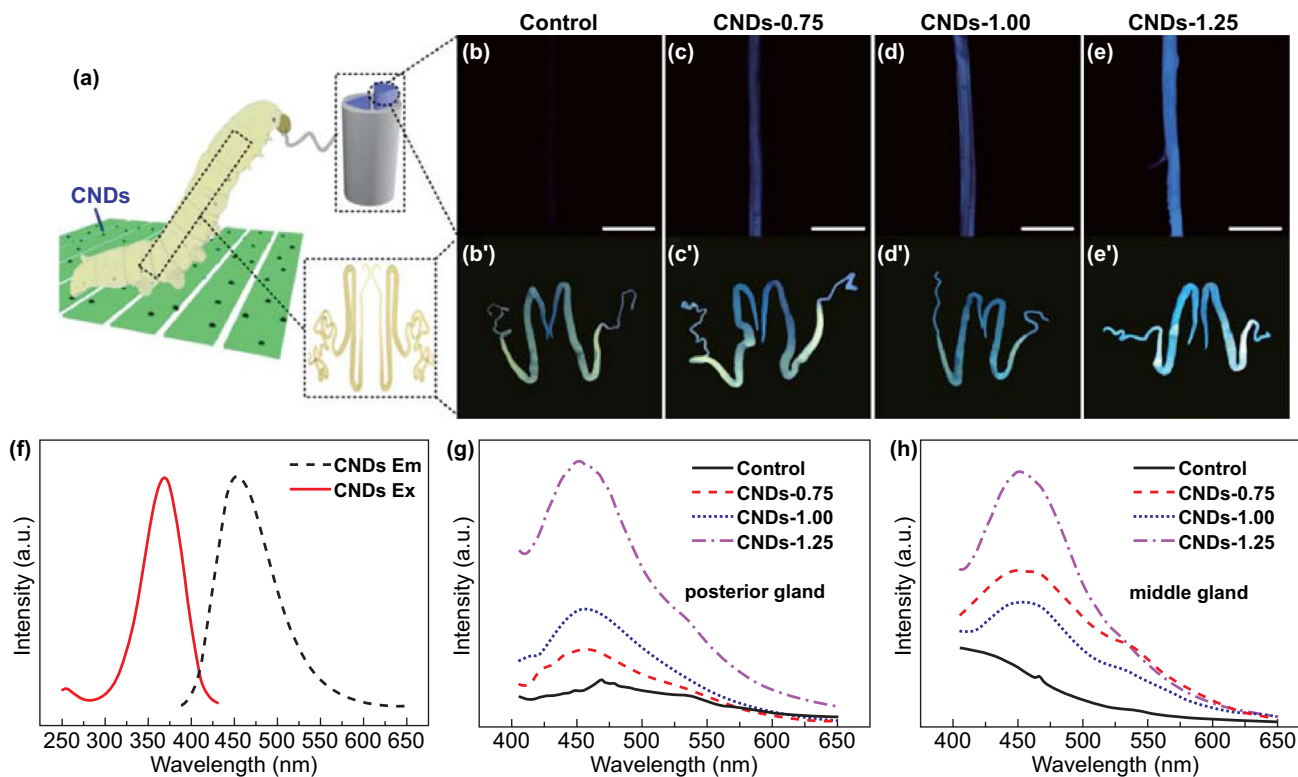 Control CNDs-0.75 CNDs-1.00 CNDs-1.25
(a) (b) (c) (d) (e)
CNDs
(b') (c') (d') (e')
(f)
CNDs Em
CNDs Ex
Intensity (a.u.)
250 300 350 400 450 500 550 600 650
Wavelength (nm)
(g)
Control
CNDs-0.75
CNDs-1.00
CNDs-1.25
posterior gland
Intensity (a.u.)
400 450 500 550 600 650
Wavelength (nm)
(h)
Control
CNDs-0.75
CNDs-1.00
CNDs-1.25
middle gland
Intensity (a.u.)
400 450 500 550 600 650
Wavelength (nm)